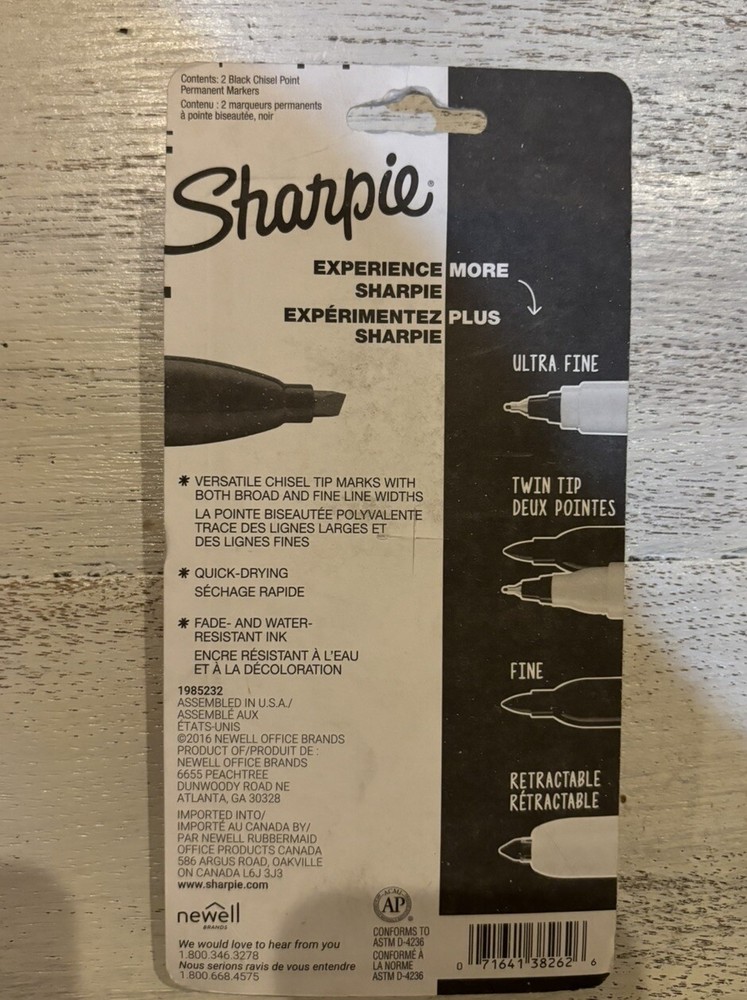 Contents: 2 Black Chisel Point
Permanent Markers
Contenu : 2 marqueurs permanents
à pointe biseautée, noir
Sharpie®
EXPERIENCE MORE
SHARPIE
EXPÉRIMENTEZ PLUS
SHARPIE
ULTRA FINE
TWIN TIP
DEUX POINTES
FINE
RETRACTABLE
RÉTRACTABLE
* VERSATILE CHISEL TIP MARKS WITH
BOTH BROAD AND FINE LINE WIDTHS
LA POINTE BISEAUTÉE POLYVALENTE
TRACE DES LIGNES LARGES ET
DES LIGNES FINES
* QUICK-DRYING
SÉCHAGE RAPIDE
* FADE- AND WATER-
RESISTANT INK
ENCRE RÉSISTANT À L'EAU
ET À LA DÉCOLORATION
1985232
ASSEMBLED IN U.S.A./
ASSEMBLÉ AUX
ÉTATS-UNIS
©2016 NEWELL OFFICE BRANDS
PRODUCT OF/PRODUIT DE :
NEWELL OFFICE BRANDS
6655 PEACHTREE
DUNWOODY ROAD NE
ATLANTA, GA 30328
IMPORTED INTO/
IMPORTÉ AU CANADA BY/
PAR NEWELL RUBBERMAID
OFFICE PRODUCTS CANADA
586 ARGUS ROAD, OAKVILLE
ON CANADA L6J 3J3
www.sharpie.com
newell
BRANDS
We would love to hear from you
1.800.346.3278
Nous serions ravis de vous entendre
1.800.668.4575
ACMI
AP
CONFORMS TO
ASTM D-4236
CONFORMÉ À
LA NORME
ASTM D-4236
0 71641 38262 6